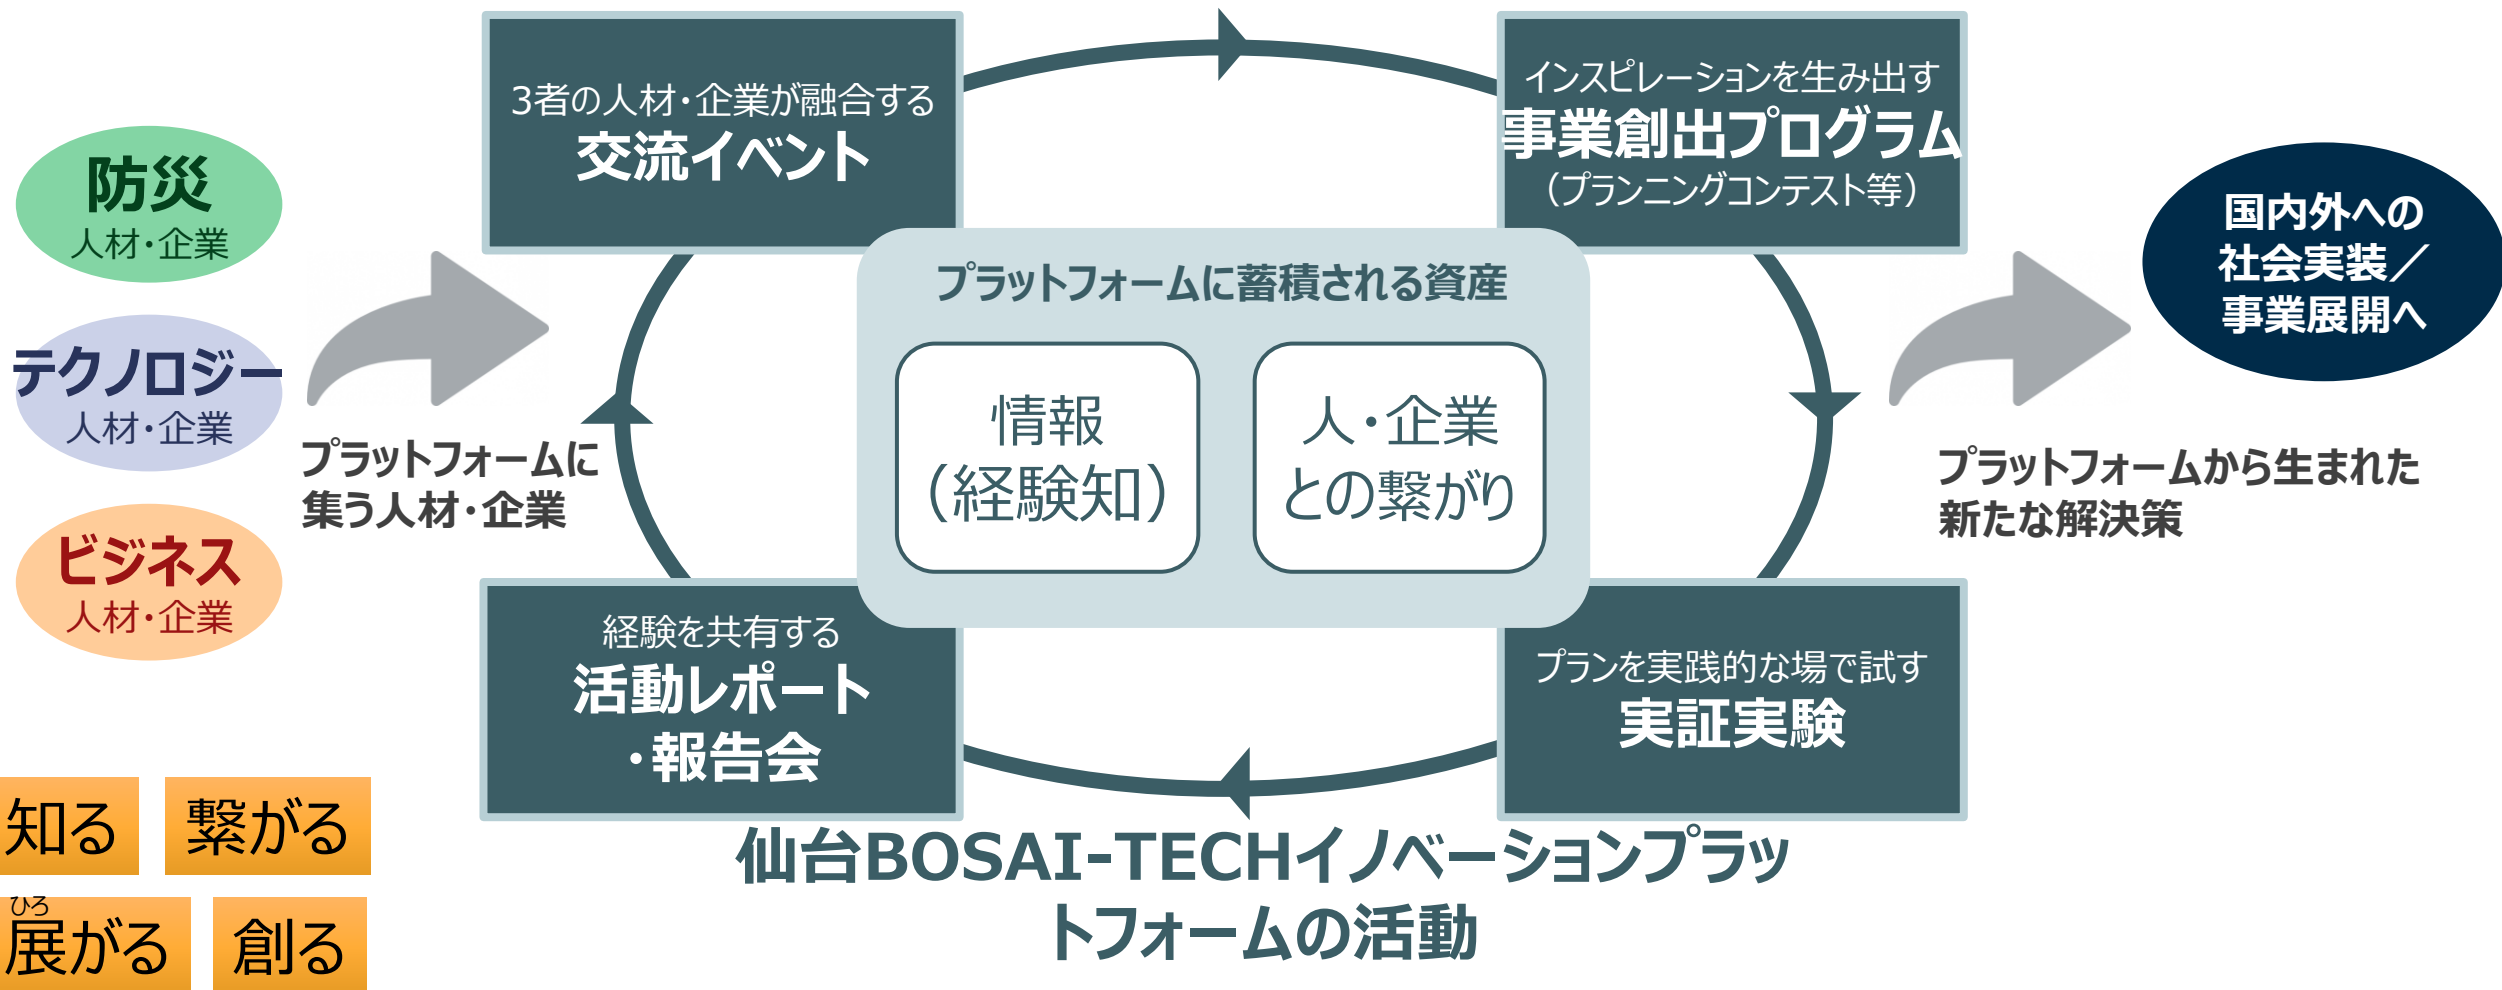 防災
人材・企業
テクノロジー
人材・企業
ビジネス
人材・企業
プラットフォームに
集う人材・企業
3者の人材・企業が融合する
交流イベント
インスピレーションを生み出す
事業創出プログラム
（プランニングコンテスト等）
プラットフォームに蓄積される資産
情報
（経験知）
人・企業
との繋がり
経験を共有する
活動レポート
・報告会
プランを実践的な場で試す
実証実験
プラットフォームから生まれた
新たな解決策
国内外への
社会実装／
事業展開へ
仙台BOSAI-TECHイノベーションプラッ
トフォームの活動
知る
繋がる
ひろ
展がる
創る